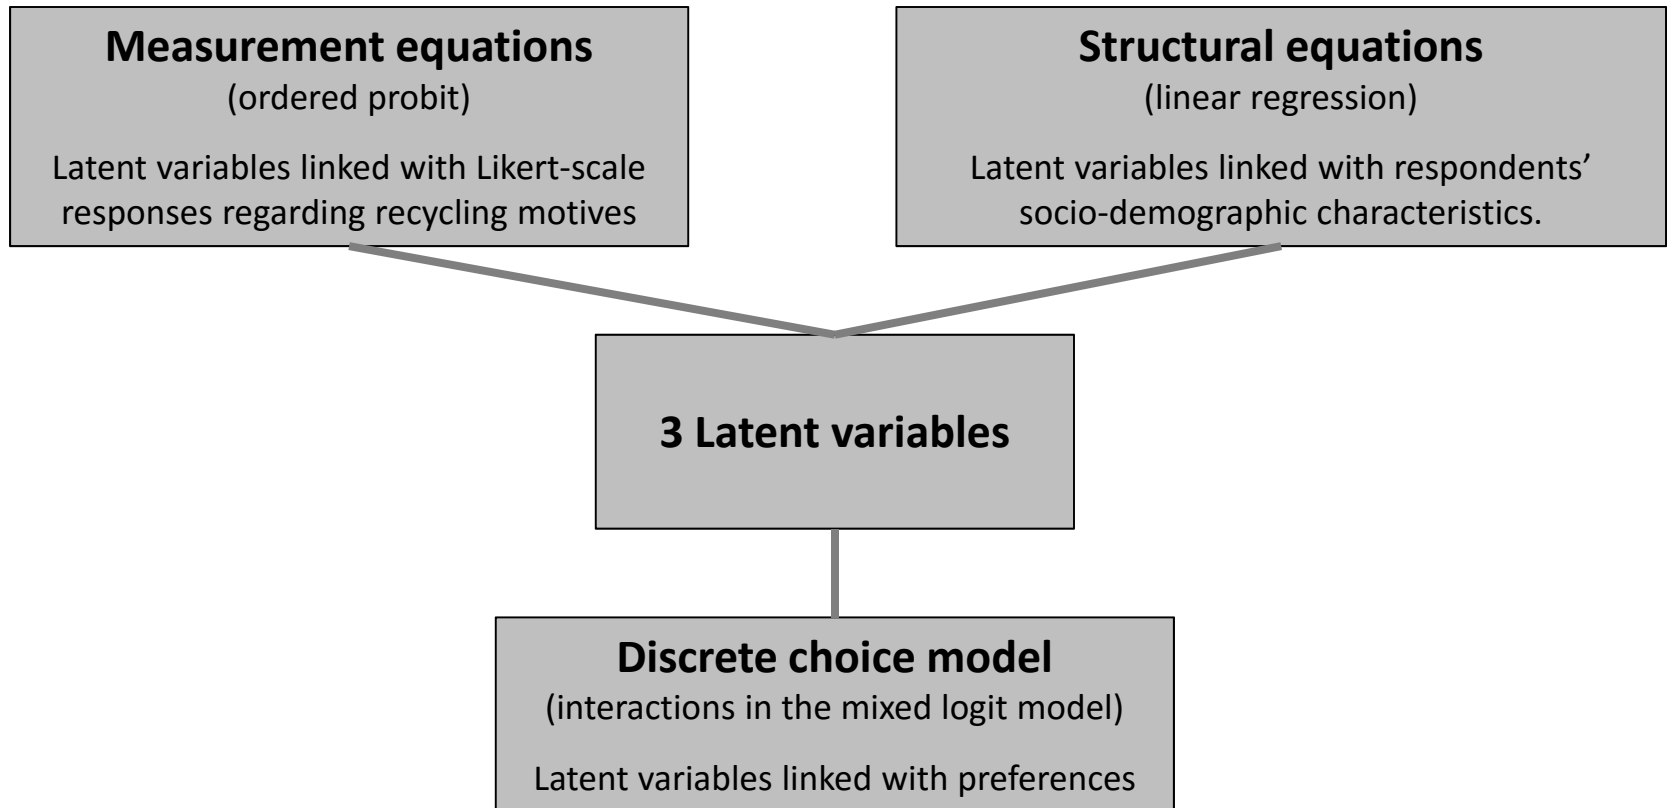 Measurement equations
(ordered probit)
Latent variables linked with Likert-scale
responses regarding recycling motives
Structural equations
(linear regression)
Latent variables linked with respondents’
socio-demographic characteristics.
3 Latent variables
Discrete choice model
(interactions in the mixed logit model)
Latent variables linked with preferences